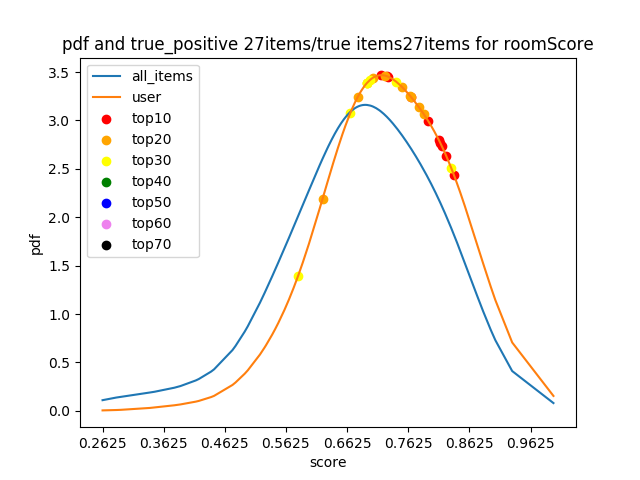 pdf and true_positive 27items/true items27items for roomScore
all_items
user
top10
top20
top30
top40
top50
top60
top70
3.5
3.0
2.5
2.0
1.5
1.0
0.5
0.0
pdf
0.2625 0.3625 0.4625 0.5625 0.6625 0.7625 0.8625 0.9625
score